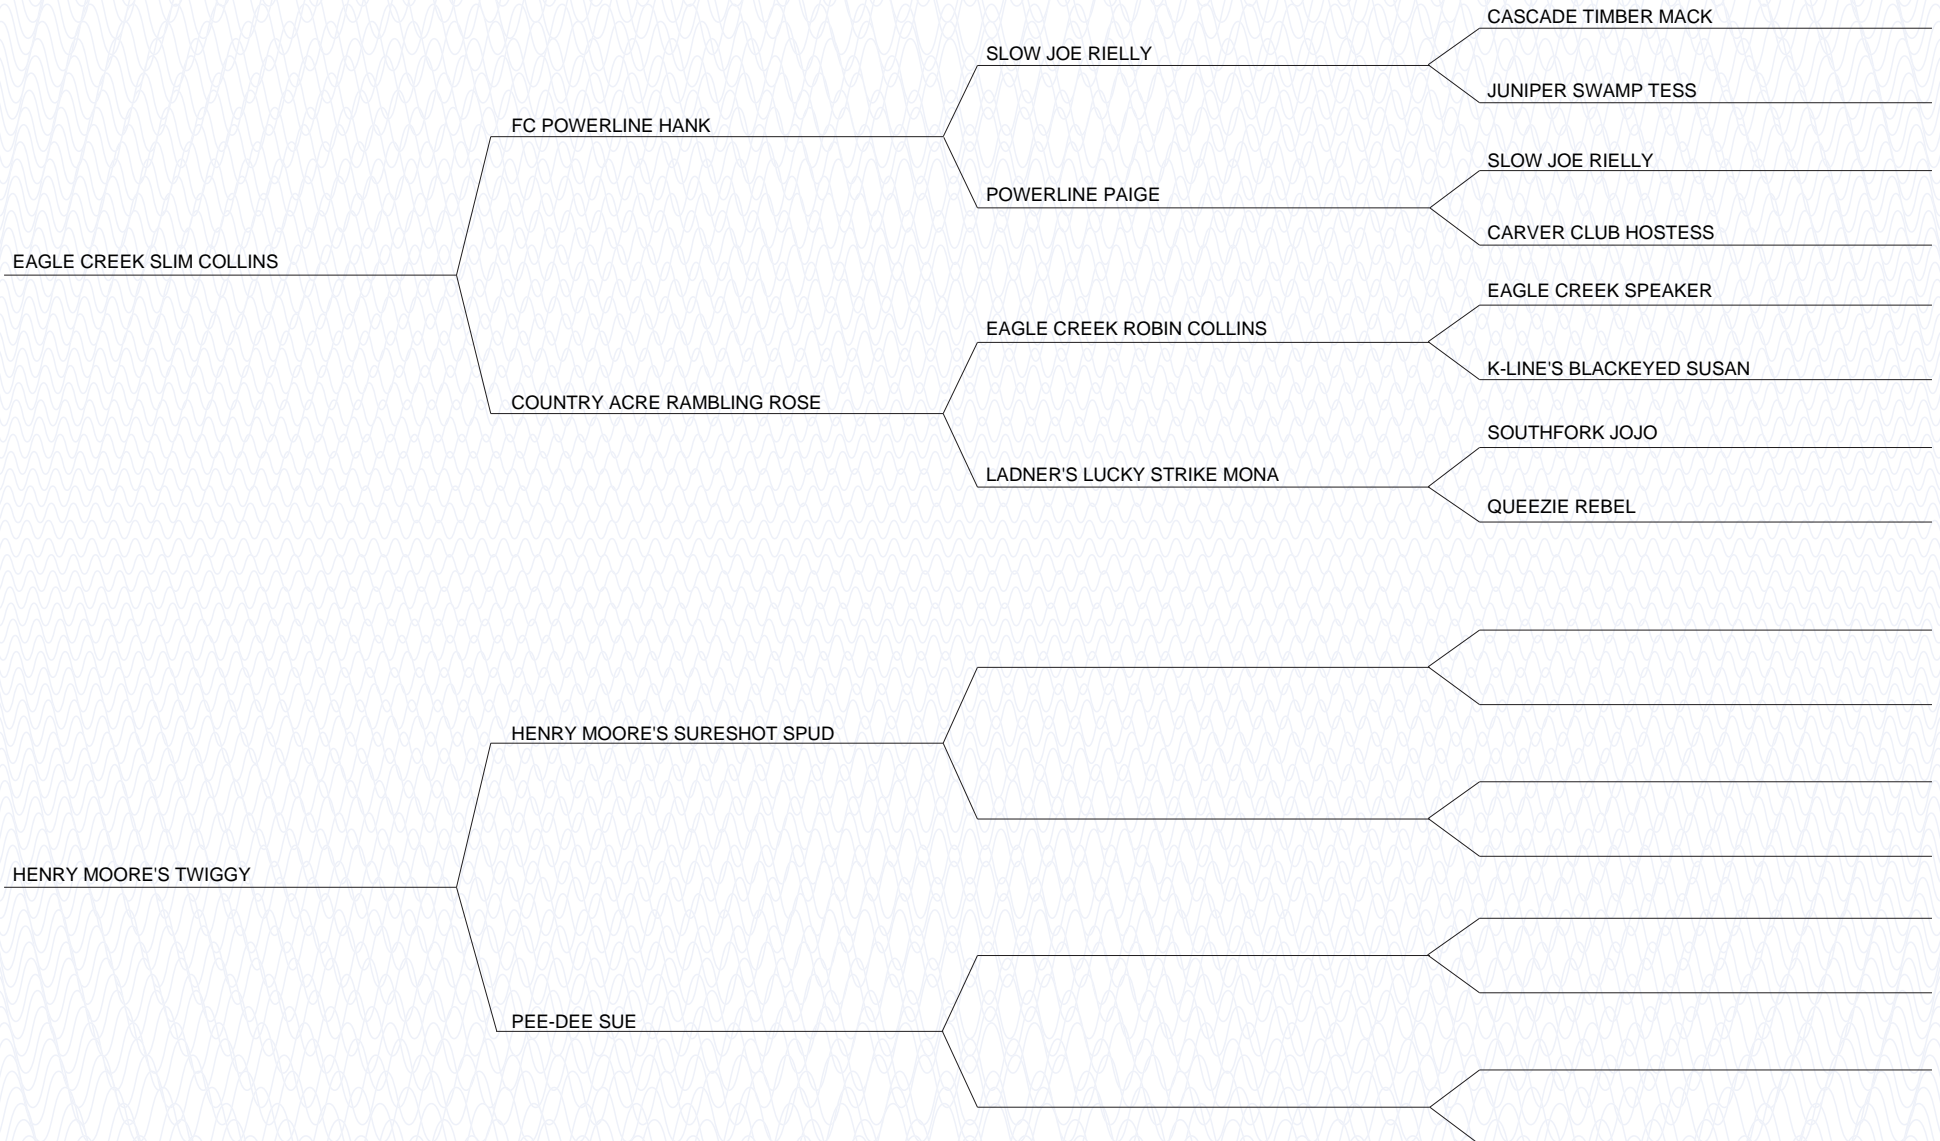 CASCADE TIMBER MACK
SLOW JOE RIELLY
JUNIPER SWAMP TESS
FC POWERLINE HANK
SLOW JOE RIELLY
POWERLINE PAIGE
CARVER CLUB HOSTESS
EAGLE CREEK SLIM COLLINS
EAGLE CREEK SPEAKER
EAGLE CREEK ROBIN COLLINS
K-LINE'S BLACKEYED SUSAN
COUNTRY ACRE RAMBLING ROSE
SOUTHFORK JOJO
LADNER'S LUCKY STRIKE MONA
QUEEZIE REBEL
HENRY MOORE'S SURESHOT SPUD
HENRY MOORE'S TWIGGY
PEE-DEE SUE